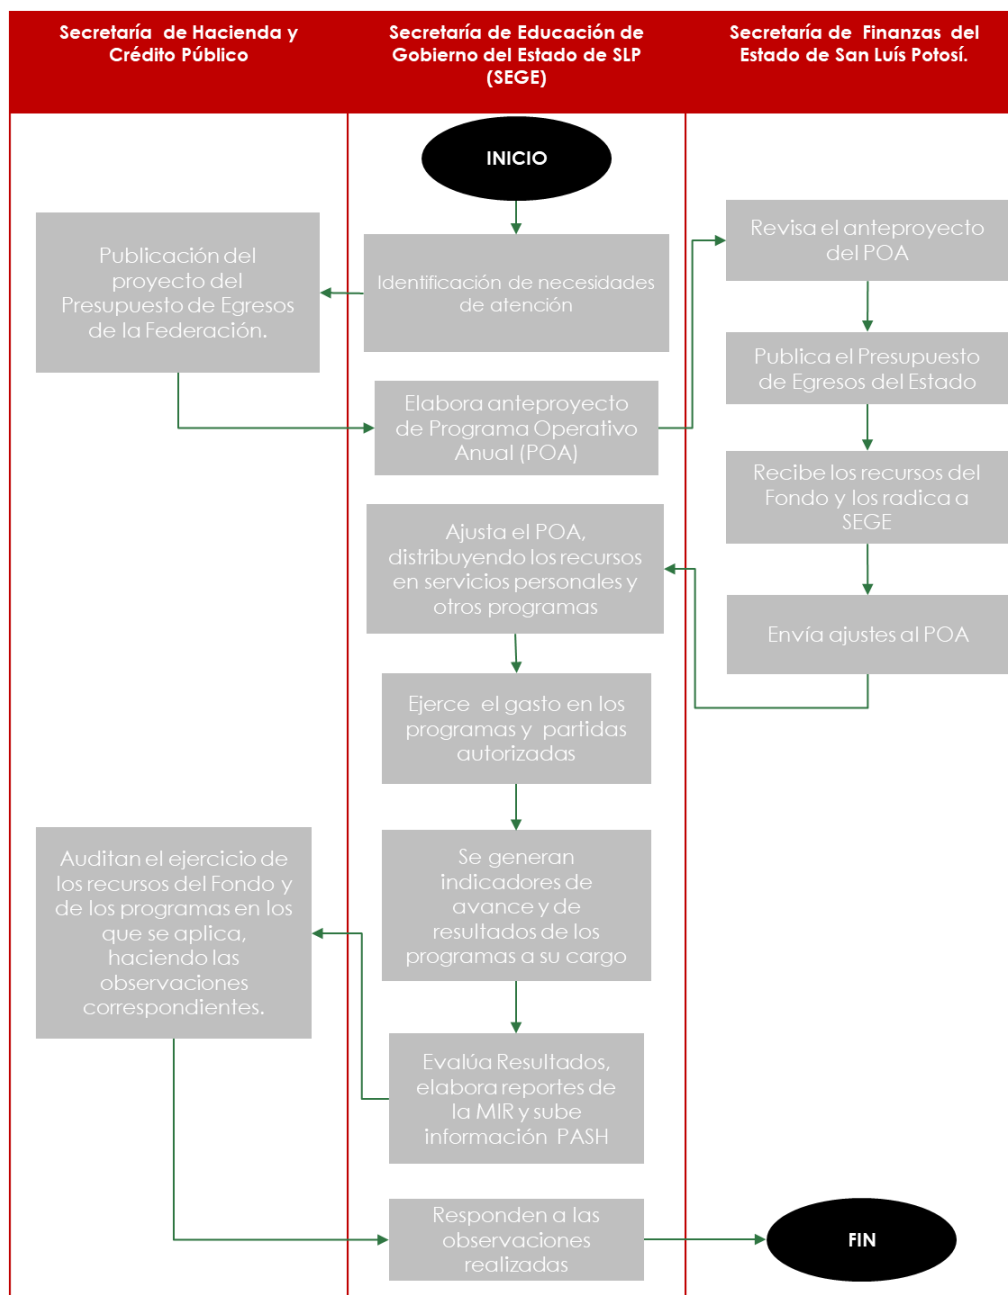 Secretaría de Hacienda y
Crédito Público
Secretaría de Educación de
Gobierno del Estado de SLP
(SEGE)
Secretaría de Finanzas del
Estado de San Luís Potosí.
INICIO
Identificación de necesidades
de atención
Publicación del
proyecto del
Presupuesto de Egresos
de la Federación.
Elabora anteproyecto
de Programa Operativo
Anual (POA)
Revisa el anteproyecto
del POA
Publica el Presupuesto
de Egresos del Estado
Recibe los recursos del
Fondo y los radica a
SEGE
Envía ajustes al POA
Ajusta el POA,
distribuyendo los recursos
en servicios personales y
otros programas
Ejerce el gasto en los
programas y partidas
autorizadas
Se generan
indicadores de
avance y de
resultados de los
programas a su cargo
Evalúa Resultados,
elabora reportes de
la MIR y sube
información PASH
Auditan el ejercicio de
los recursos del Fondo y
de los programas en los
que se aplica,
haciendo las
observaciones
correspondientes.
Responden a las
observaciones
realizadas
FIN